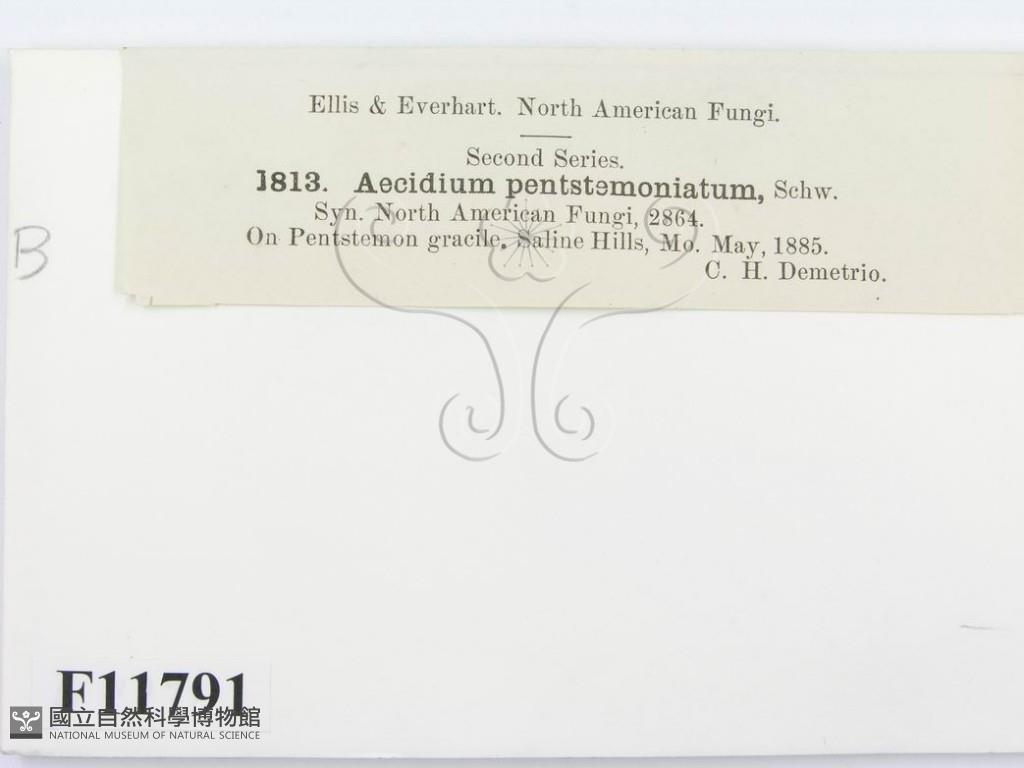 Ellis & Everhart. North American Fungi.
Second Series.
1813. Aecidium pentstemoniatum, Schw.
Syn. North American Fungi, 2864.
On Pentstemon gracile. Saline Hills, Mo. May, 1885.
C. H. Demetrio.
B
F11791
國立自然科學博物館
NATIONAL MUSEUM OF NATURAL SCIENCE